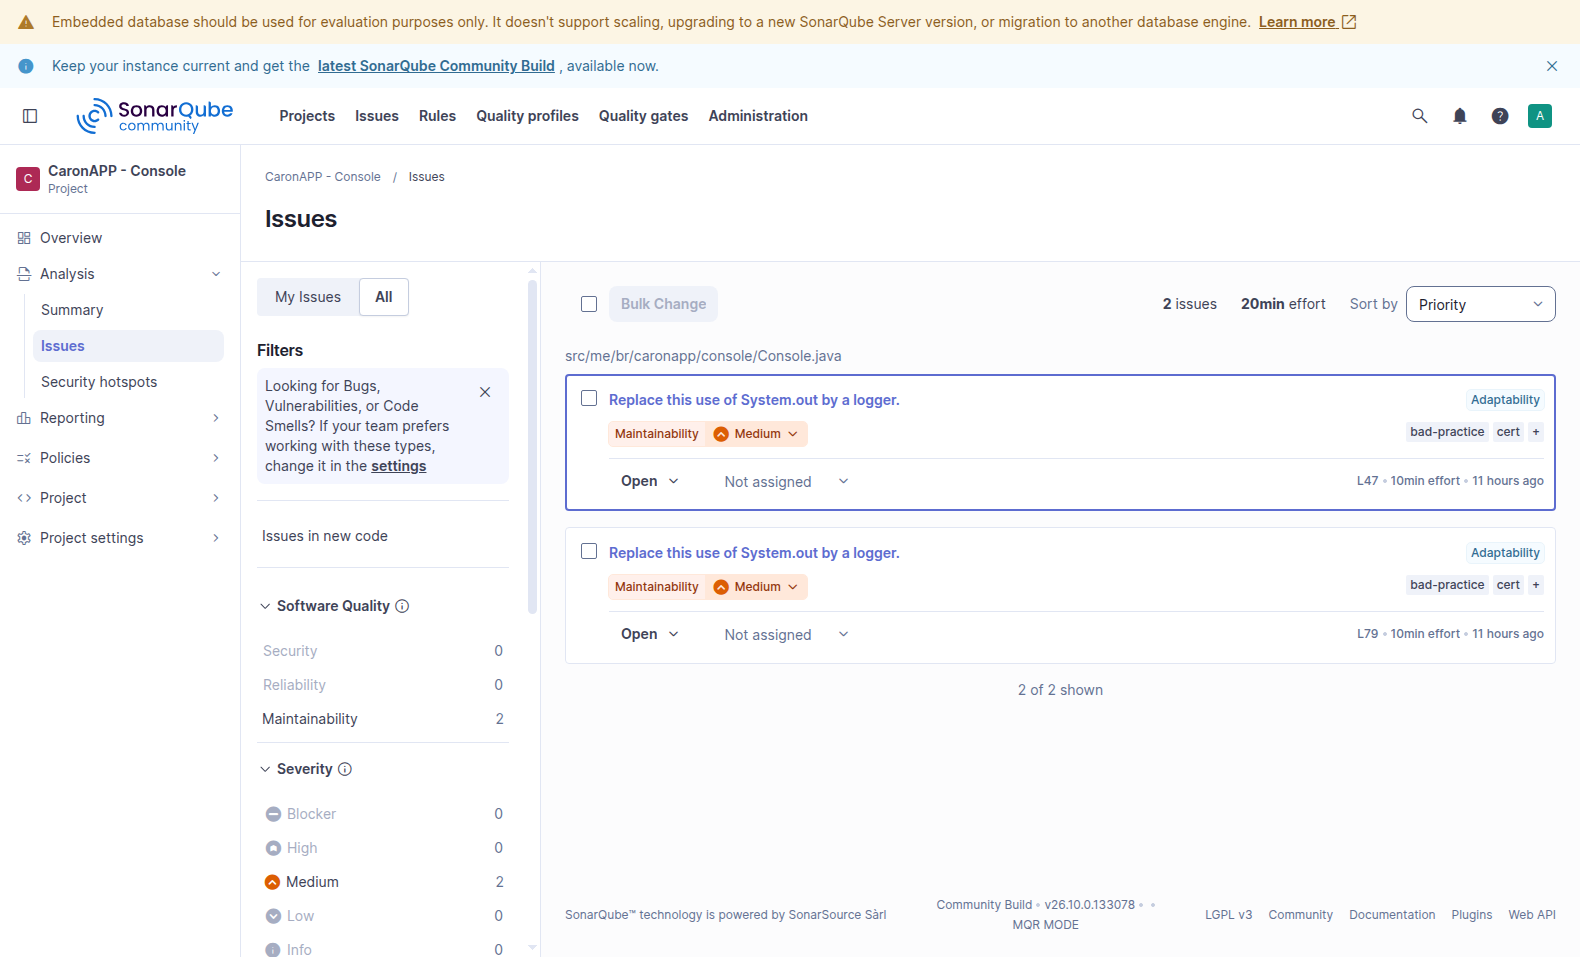 Embedded database should be used for evaluation purposes only. It doesn't support scaling, upgrading to a new SonarQube Server version, or migration to another database engine. Learn more
Keep your instance current and get the latest SonarQube Community Build , available now.
SonarQube community
Projects Issues Rules Quality profiles Quality gates Administration
? A
C
CaronAPP - Console
Project
Overview
Analysis
Summary
Issues
Security hotspots
Reporting
Policies
Project
Project settings
CaronAPP - Console / Issues
Issues
My Issues All
Filters
Looking for Bugs,
Vulnerabilities, or Code
Smells? If your team prefers
working with these types,
change it in the settings
Issues in new code
Software Quality
Security 0
Reliability 0
Maintainability 2
Severity
Blocker 0
High 0
Medium 2
Low 0
Info 0
Bulk Change
2 issues 20min effort Sort by Priority
src/me/br/caronapp/console/Console.java
Replace this use of System.out by a logger. Adaptability
Maintainability Medium bad-practice cert +
Open Not assigned L47 • 10min effort • 11 hours ago
Replace this use of System.out by a logger. Adaptability
Maintainability Medium bad-practice cert +
Open Not assigned L79 • 10min effort • 11 hours ago
2 of 2 shown
SonarQube™ technology is powered by SonarSource Sàrl
Community Build • v26.10.0.133078 • •
MQR MODE
LGPL v3 Community Documentation Plugins Web API